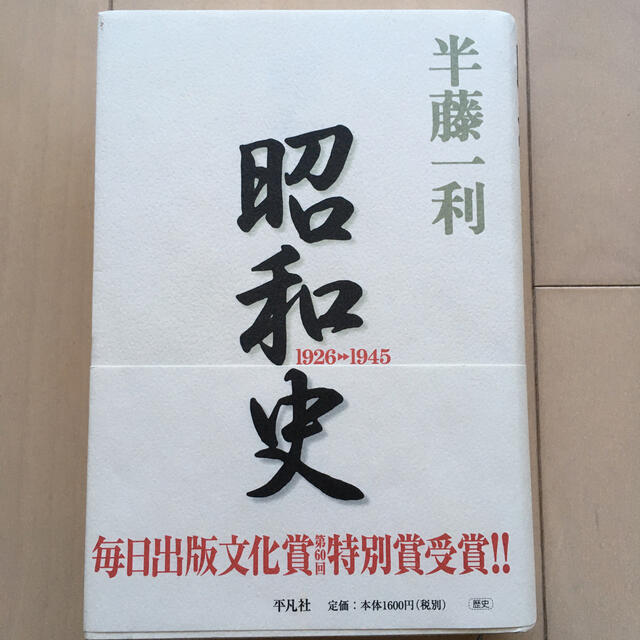 半藤一利
昭和史
1926▸▸1945
毎日出版文化賞第60回特別賞受賞!!
平凡社 定価:本体1600円(税別) 歴史